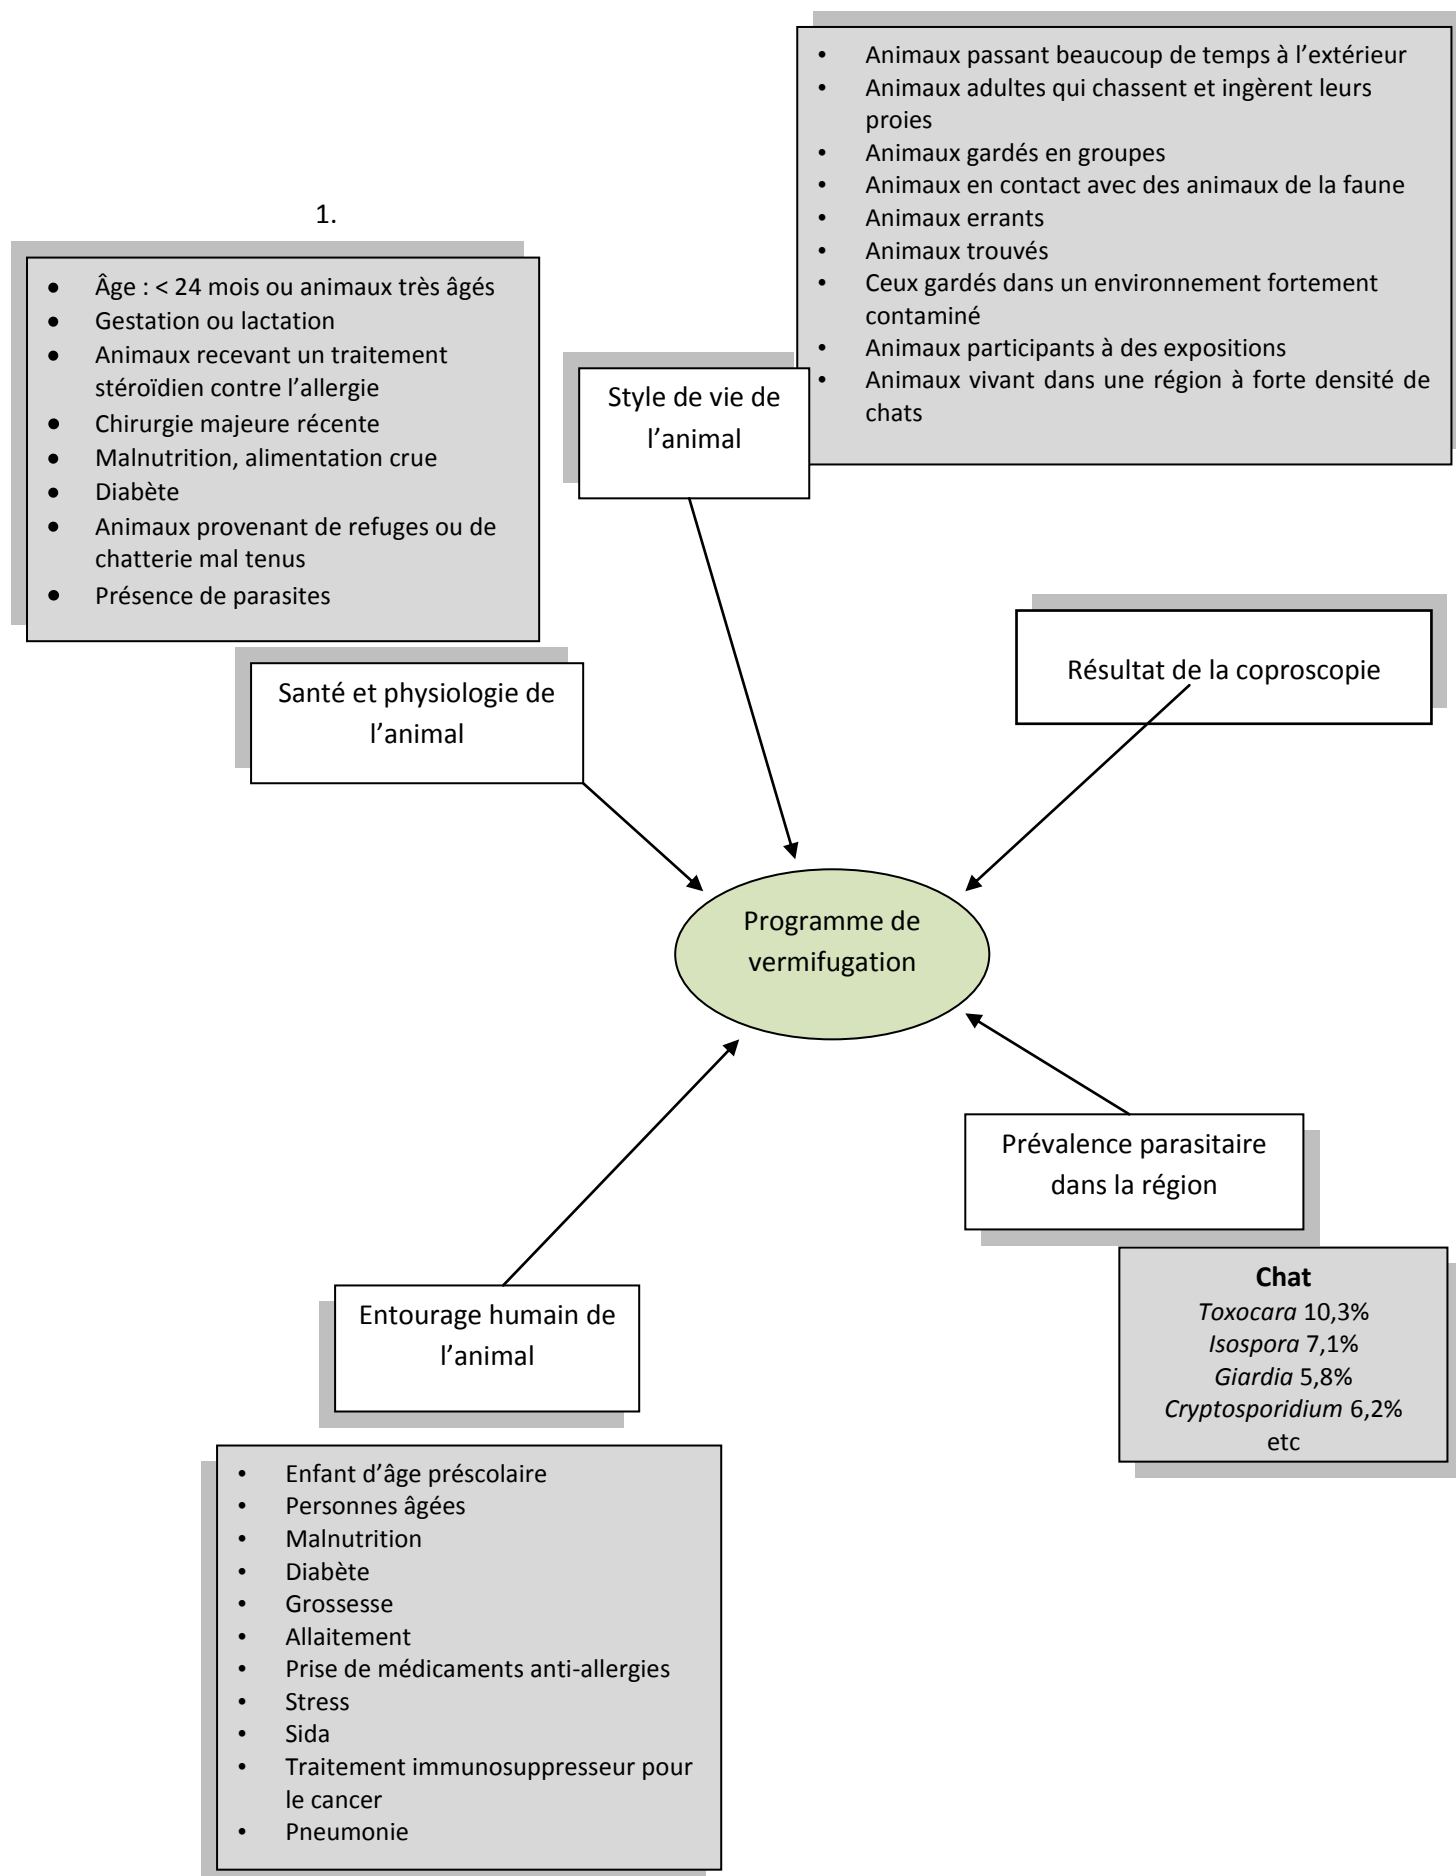 • Animaux passant beaucoup de temps à l’extérieur
• Animaux adultes qui chassent et ingèrent leurs
proies
• Animaux gardés en groupes
• Animaux en contact avec des animaux de la faune
• Animaux errants
• Animaux trouvés
• Ceux gardés dans un environnement fortement
contaminé
• Animaux participants à des expositions
• Animaux vivant dans une région à forte densité de
chats
1.
• Âge : < 24 mois ou animaux très âgés
• Gestation ou lactation
• Animaux recevant un traitement
stéroïdien contre l’allergie
• Chirurgie majeure récente
• Malnutrition, alimentation crue
• Diabète
• Animaux provenant de refuges ou de
chatterie mal tenus
• Présence de parasites
Style de vie de
l’animal
Santé et physiologie de
l’animal
Résultat de la coproscopie
Programme de
vermifugation
Prévalence parasitaire
dans la région
Chat
Toxocara 10,3%
Isospora 7,1%
Giardia 5,8%
Cryptosporidium 6,2%
etc
Entourage humain de
l’animal
• Enfant d’âge préscolaire
• Personnes âgées
• Malnutrition
• Diabète
• Grossesse
• Allaitement
• Prise de médicaments anti-allergies
• Stress
• Sida
• Traitement immunosuppresseur pour
le cancer
• Pneumonie